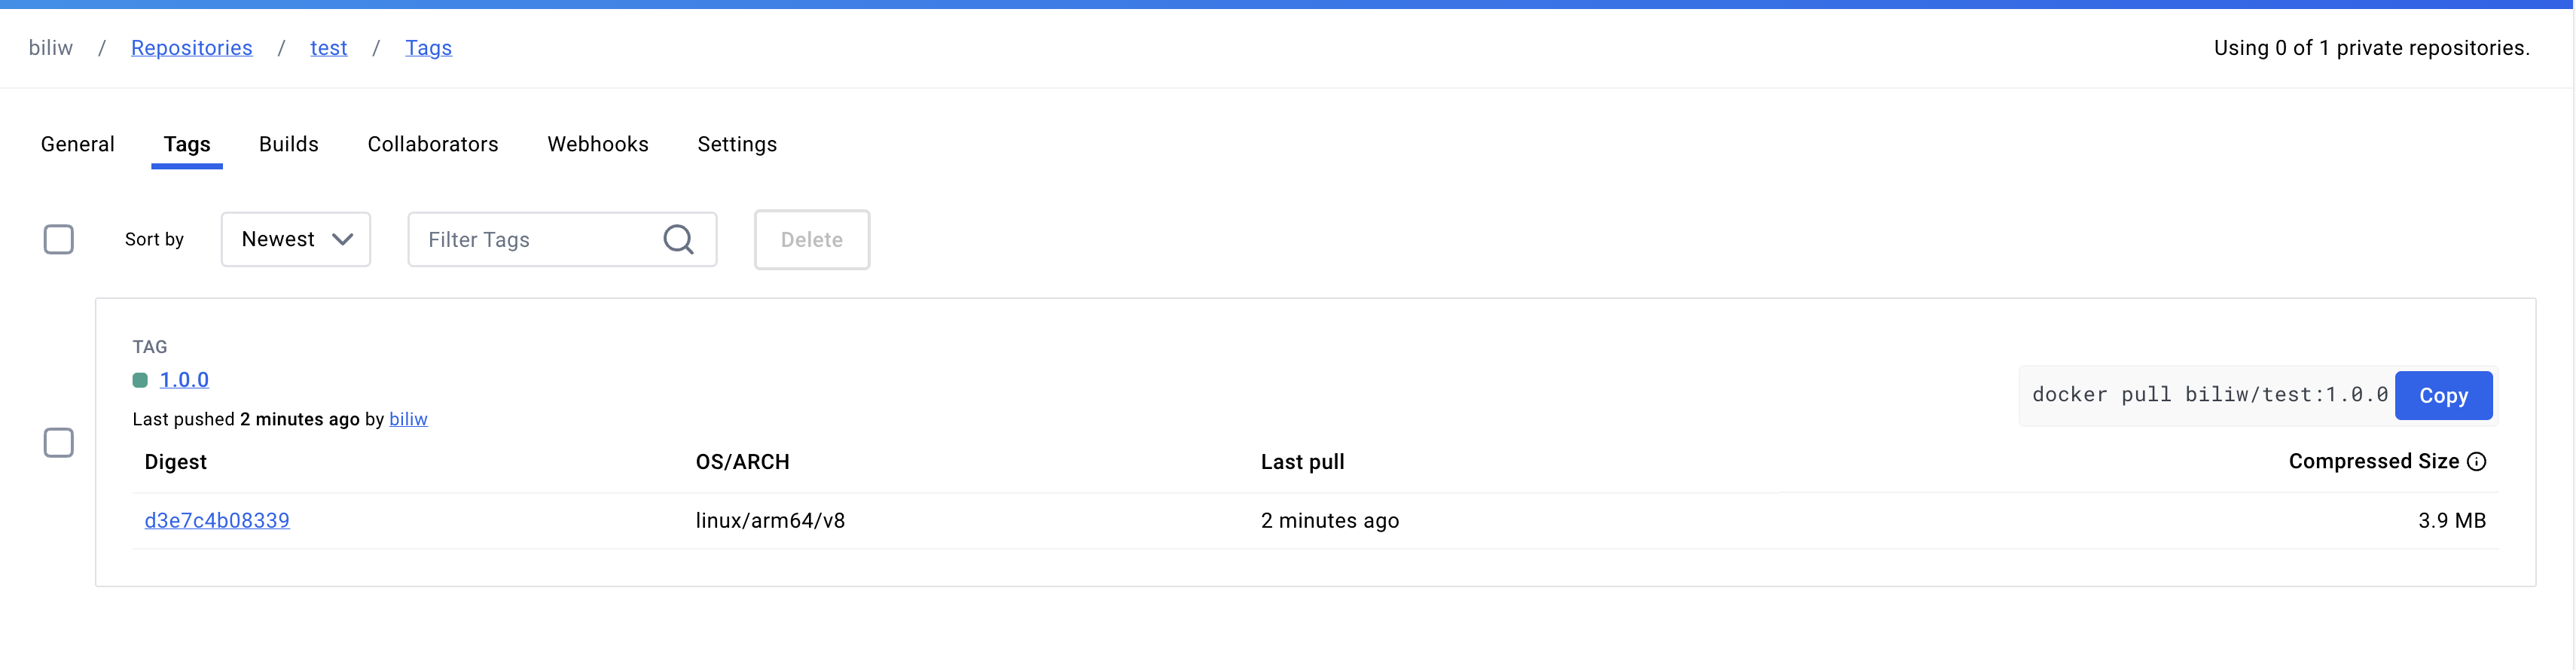 biliw / Repositories / test / Tags
Using 0 of 1 private repositories.
General Tags Builds Collaborators Webhooks Settings
Sort by Newest Filter Tags Delete
TAG
1.0.0
docker pull biliw/test:1.0.0 Copy
Last pushed 2 minutes ago by biliw
Digest OS/ARCH Last pull Compressed Size
d3e7c4b08339 linux/arm64/v8 2 minutes ago 3.9 MB